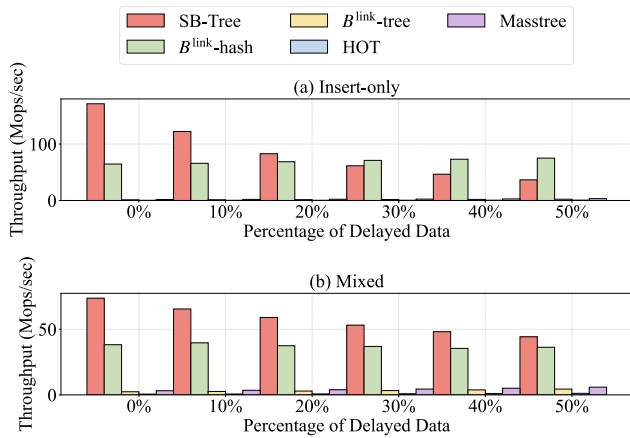 SB-Tree
B^link-tree
Masstree
B^link-hash
HOT
(a) Insert-only
Throughput (Mops/sec)
100
0
0% 10% 20% 30% 40% 50%
Percentage of Delayed Data
(b) Mixed
Throughput (Mops/sec)
50
0
0% 10% 20% 30% 40% 50%
Percentage of Delayed Data